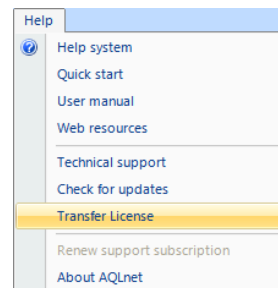 Help
Help system
Quick start
User manual
Web resources
Technical support
Check for updates
Transfer License
Renew support subscription
About AQLnet